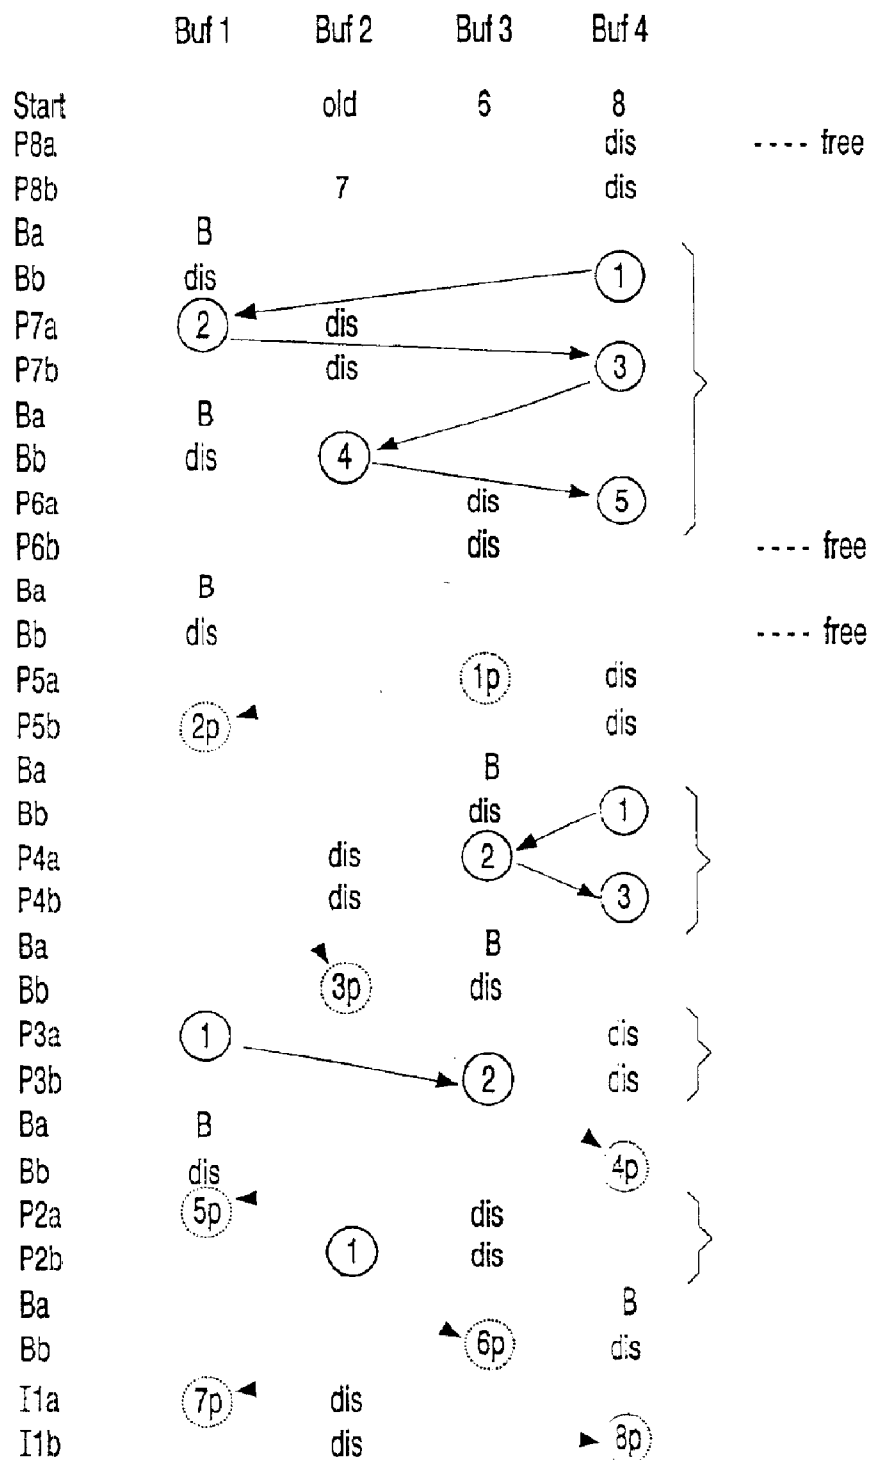 Buf 1 Buf 2 Buf 3 Buf 4
Start old 6 8
P8a dis ---- free
P8b 7 dis
Ba B
Bb dis 1
P7a 2 dis
P7b dis 3
Ba B
Bb dis 4
P6a dis 5
P6b dis ---- free
Ba B
Bb dis ---- free
P5a 1p dis
P5b 2p dis
Ba B
Bb dis 1
P4a dis 2
P4b dis 3
Ba B
Bb 3p dis
P3a 1 dis
P3b 2 dis
Ba B
Bb dis 4p
P2a 5p dis
P2b 1 dis
Ba B
Bb 6p dis
I1a 7p dis
I1b dis 8p